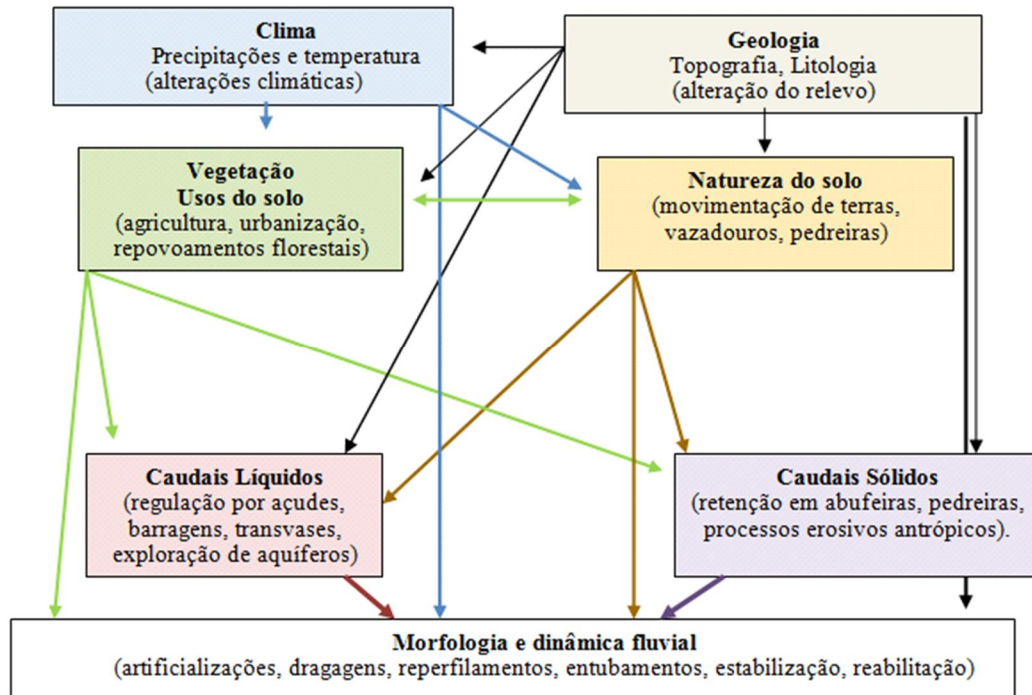 Clima
Precipitações e temperatura
(alterações climáticas)
Geologia
Topografia, Litologia
(alteração do relevo)
Vegetação
Usos do solo
(agricultura, urbanização,
repovoamentos florestais)
Natureza do solo
(movimentação de terras,
vazadouros, pedreiras)
Caudais Líquidos
(regulação por açudes,
barragens, transvases,
exploração de aquíferos)
Caudais Sólidos
(retenção em abufeiras, pedreiras,
processos erosivos antrópicos).
Morfologia e dinâmica fluvial
(artificializações, dragagens, reperfilamentos, entubamentos, estabilização, reabilitação)